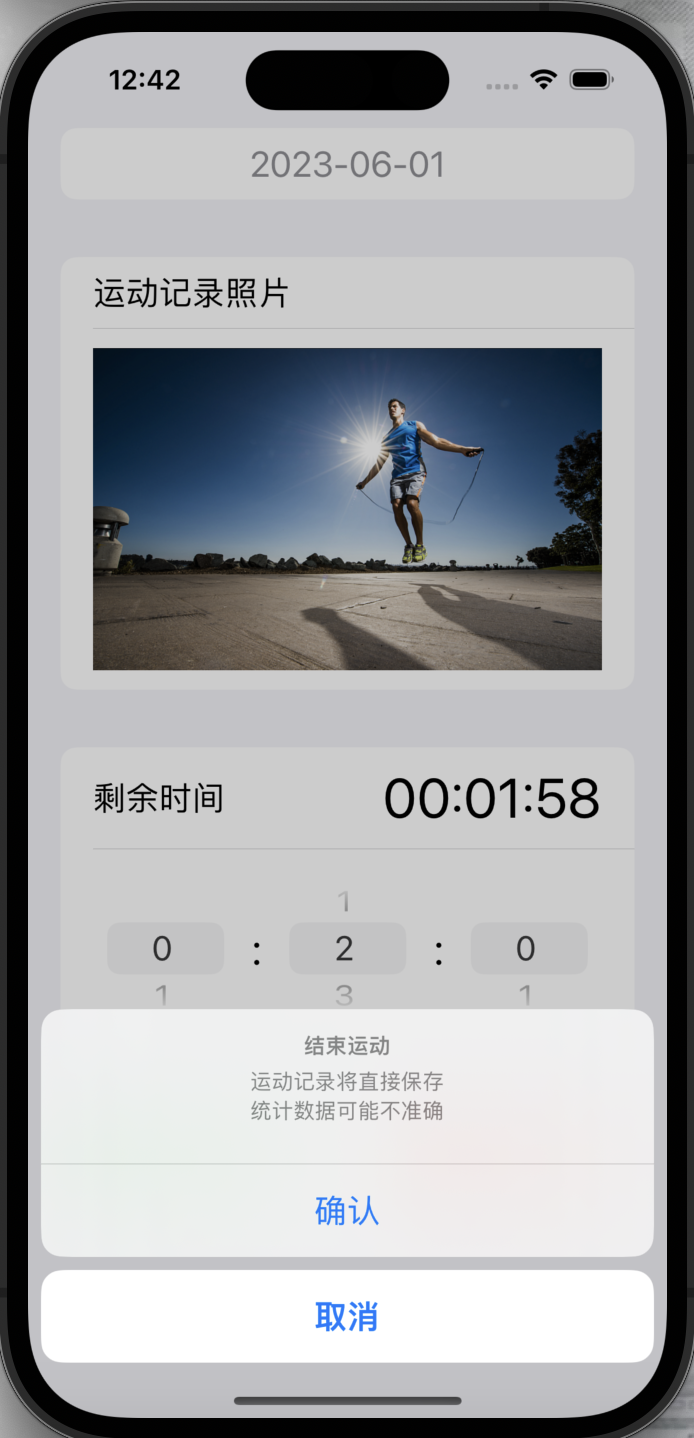 12:42
2023-06-01
运动记录照片
剩余时间 00:01:58
1
0 : 2 : 0
1 3 1
结束运动
运动记录将直接保存
统计数据可能不准确
确认
取消